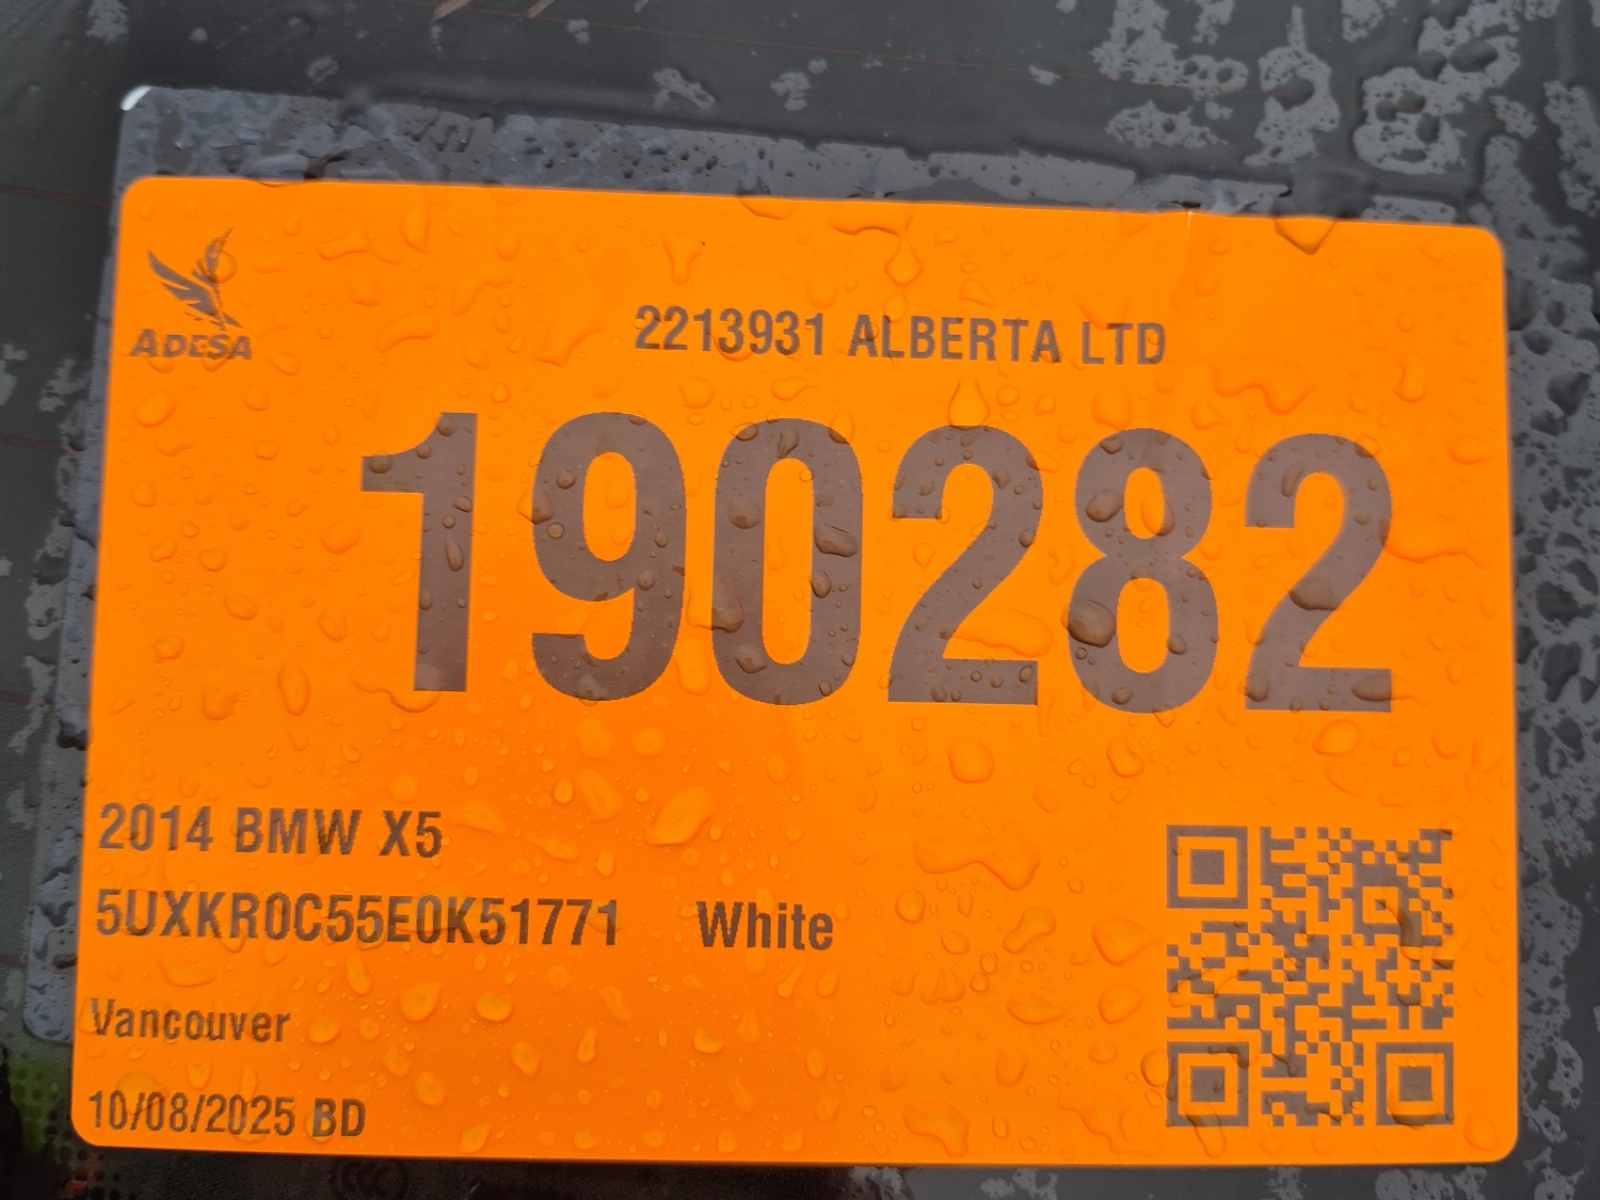 ADESA
2213931 ALBERTA LTD
190282
2014 BMW X5
5UXKR0C55E0K51771 White
Vancouver
10/08/2025 BD